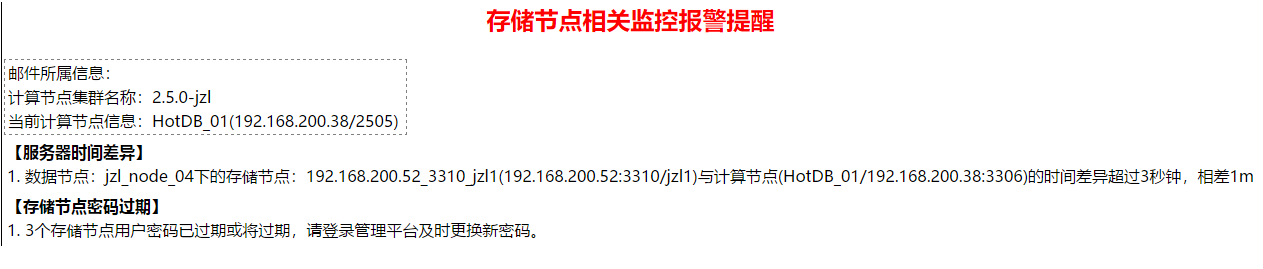 存储节点相关监控报警提醒
邮件所属信息：
计算节点集群名称：2.5.0-jzl
当前计算节点信息：HotDB_01(192.168.200.38/2505)
【服务器时间差异】
1. 数据节点：jzl_node_04下的存储节点：192.168.200.52_3310_jzl1(192.168.200.52:3310/jzl1)与计算节点(HotDB_01/192.168.200.38:3306)的时间差异超过3秒钟，相差1m
【存储节点密码过期】
1. 3个存储节点用户密码已过期或将过期，请登录管理平台及时更换新密码。